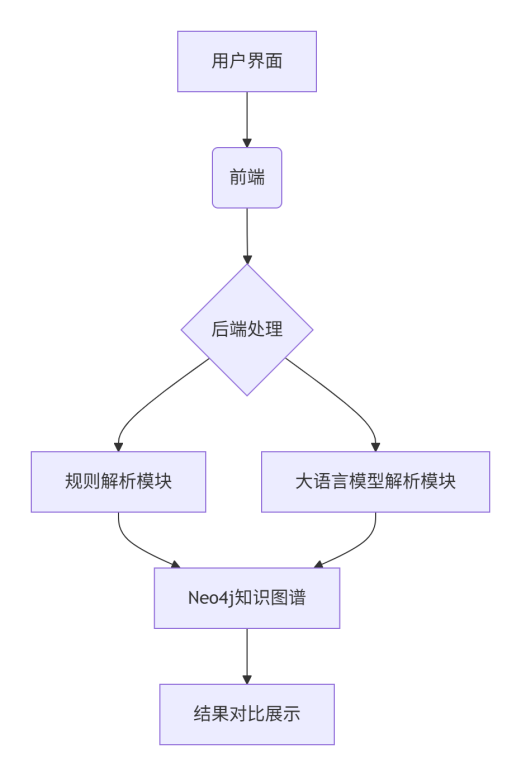 用户界面
前端
后端处理
规则解析模块
大语言模型解析模块
Neo4j知识图谱
结果对比展示